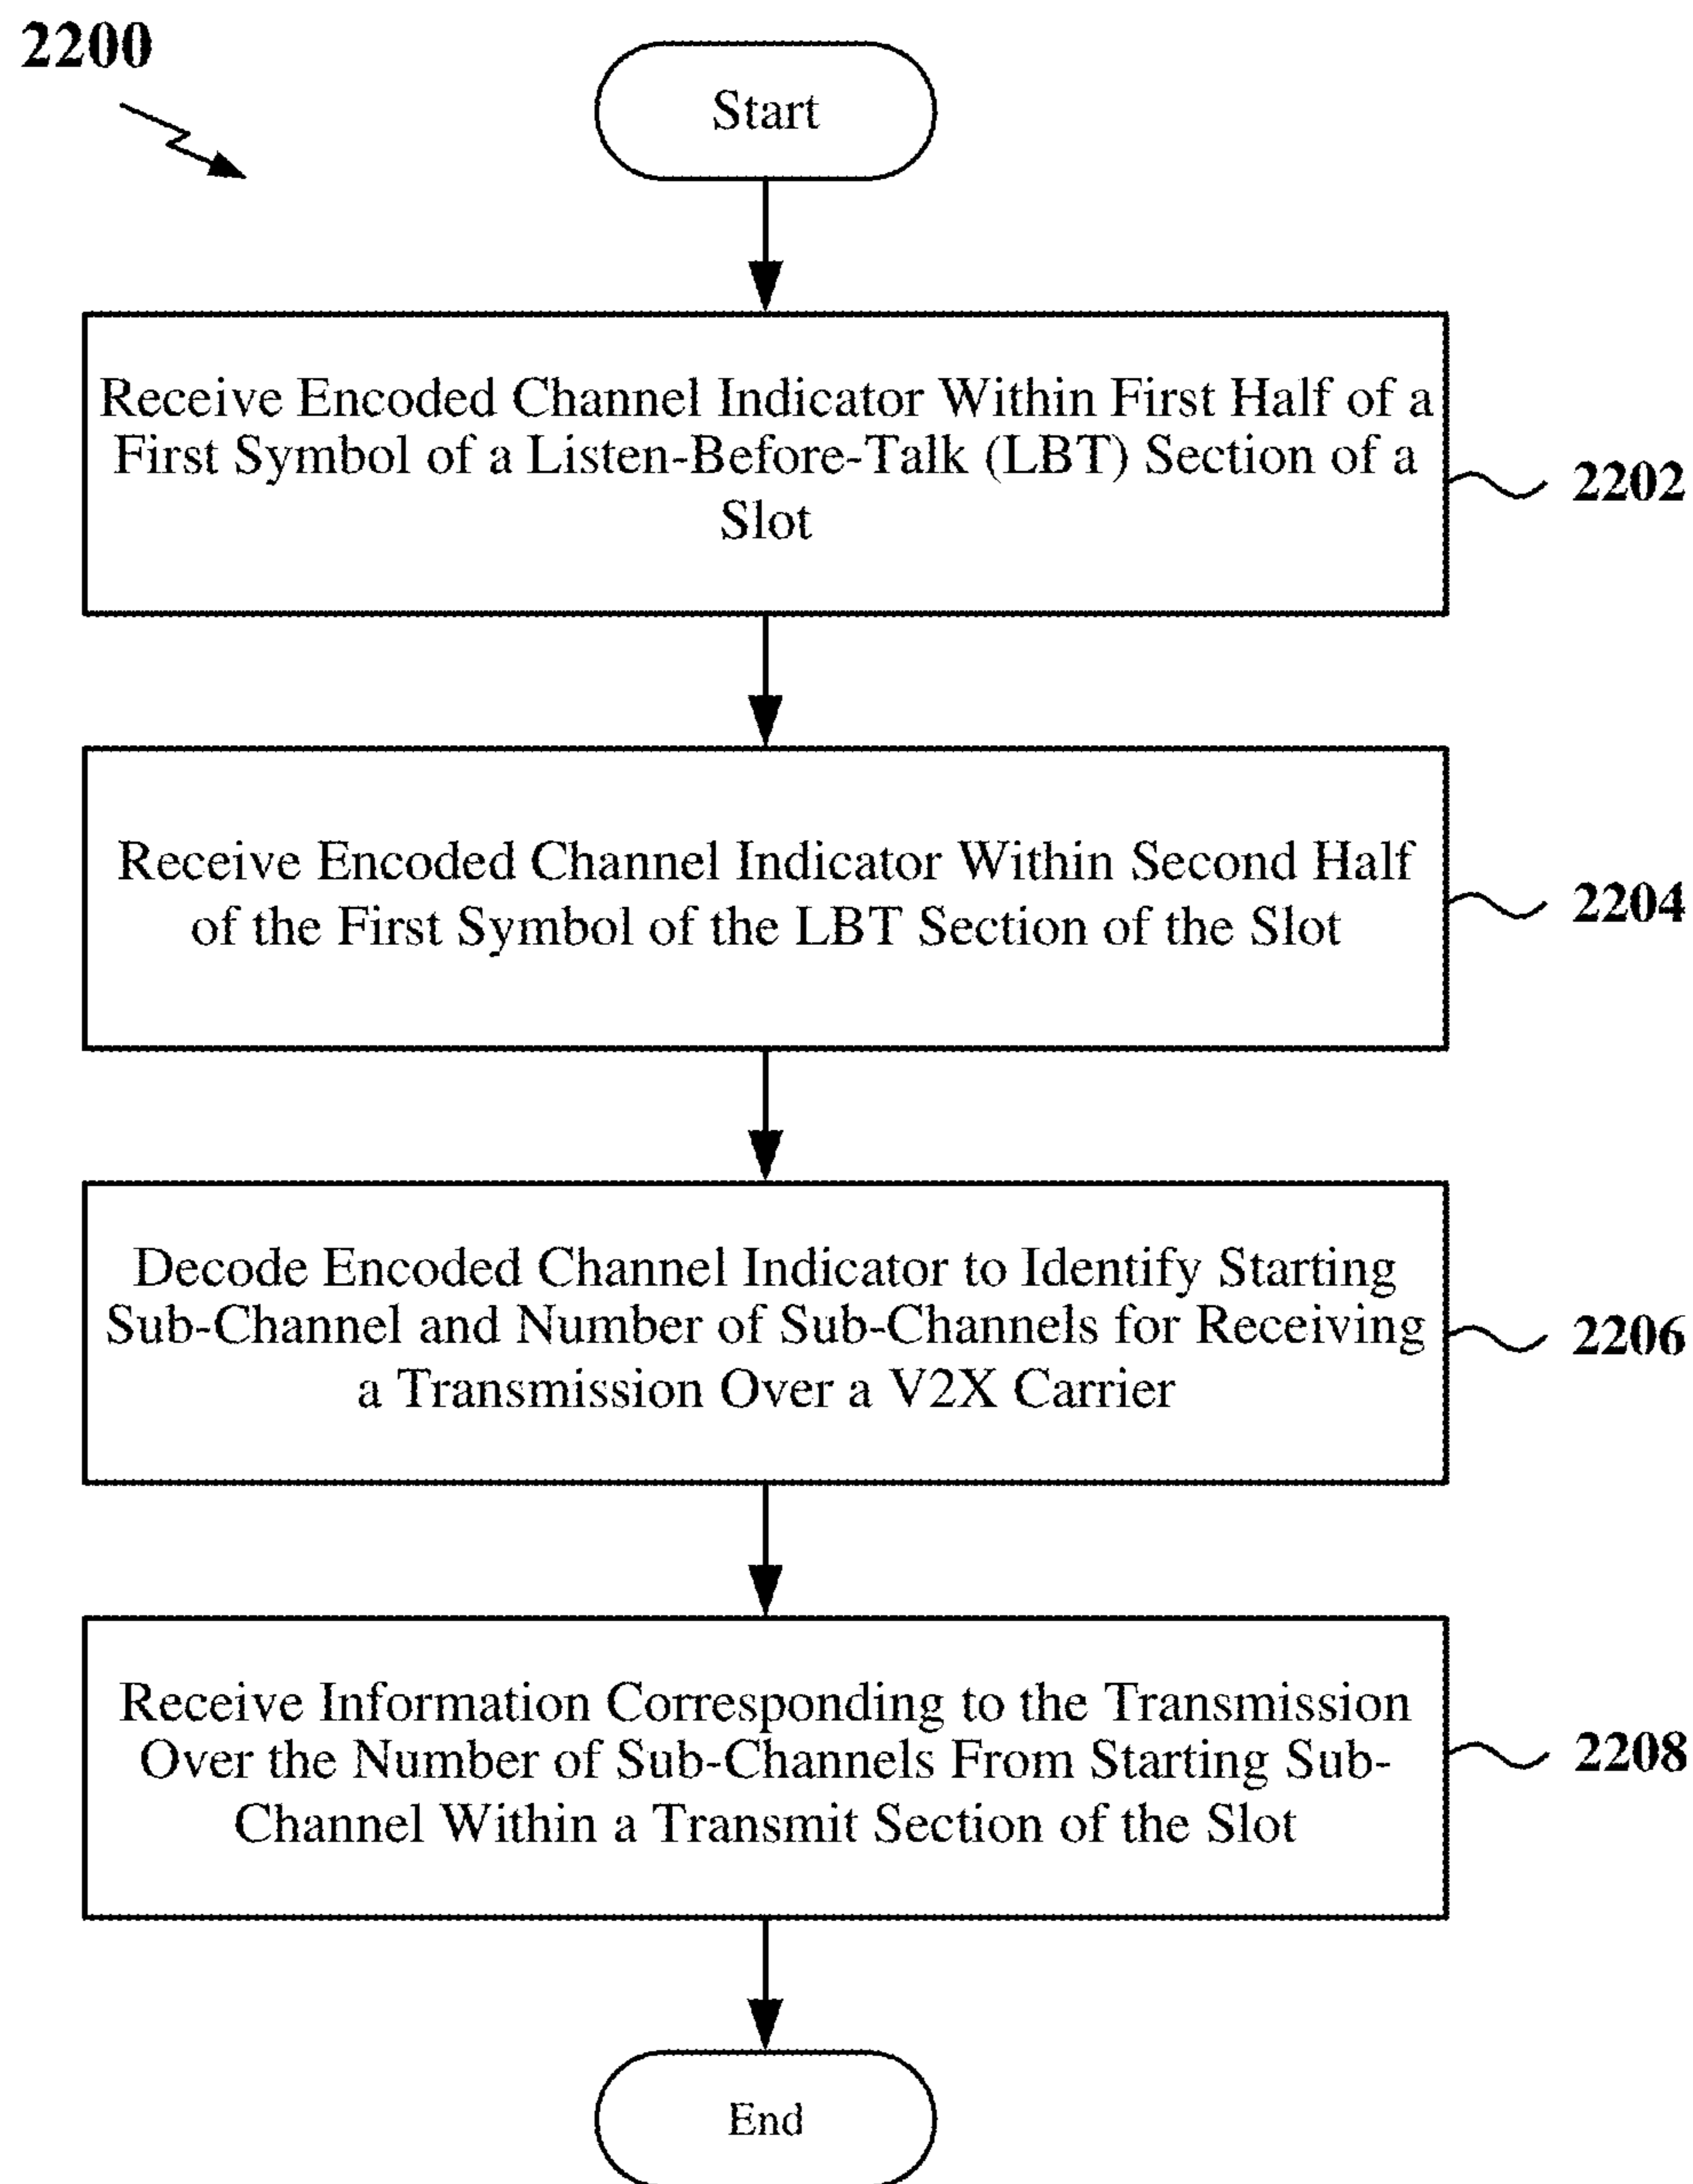 2200
Start
Receive Encoded Channel Indicator Within First Half of a
First Symbol of a Listen-Before-Talk (LBT) Section of a
Slot
2202
Receive Encoded Channel Indicator Within Second Half
of the First Symbol of the LBT Section of the Slot
2204
Decode Encoded Channel Indicator to Identify Starting
Sub-Channel and Number of Sub-Channels for Receiving
a Transmission Over a V2X Carrier
2206
Receive Information Corresponding to the Transmission
Over the Number of Sub-Channels From Starting Sub-
Channel Within a Transmit Section of the Slot
2208
End